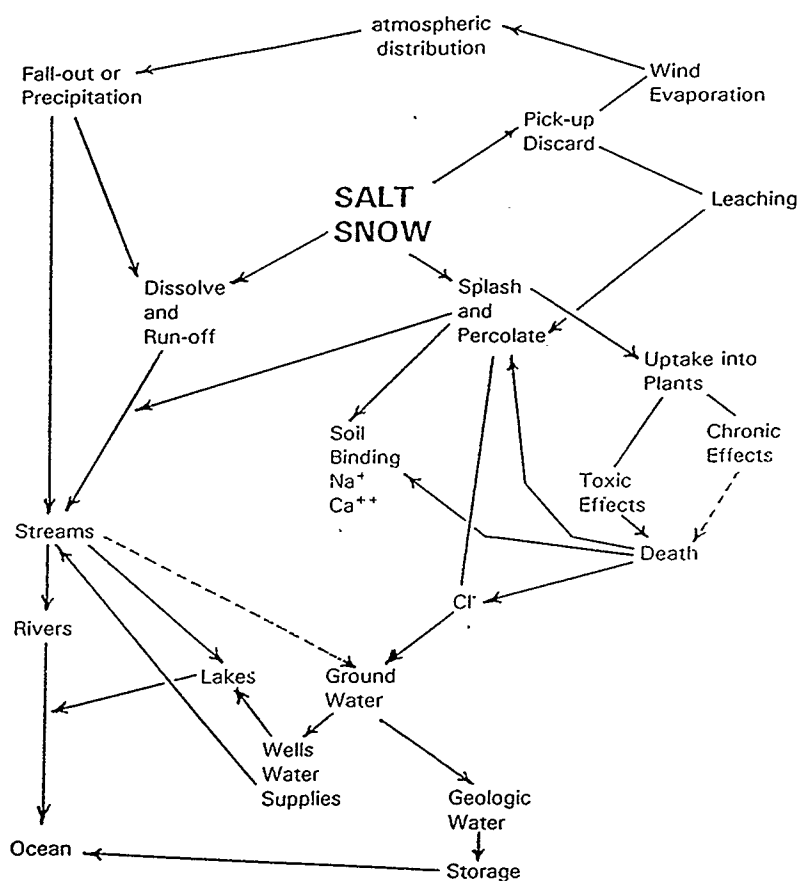 atmospheric
distribution
Fall-out or
Precipitation
Wind
Evaporation
Pick-up
Discard
SALT
SNOW
Leaching
Dissolve
and
Run-off
Splash
and
Percolate
Uptake into
Plants
Soil
Binding
Na⁺
Ca⁺⁺
Chronic
Effects
Toxic
Effects
Streams
Death
Cl⁻
Rivers
Lakes
Ground
Water
Wells
Water
Supplies
Geologic
Water
Ocean
Storage